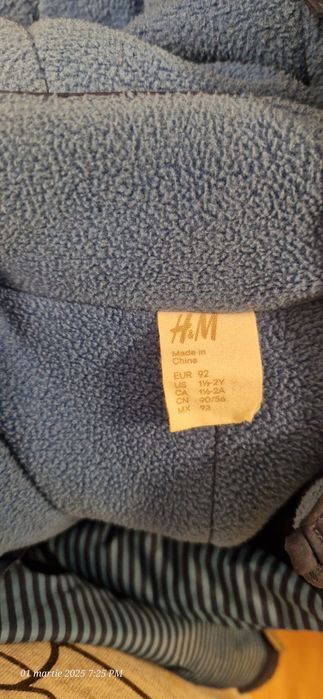 H&M
Made in
China
EUR 92
US 1½-2Y
CA 1½-2A
CN 90/56
MX 93
01 martie 2025 7:25 PM